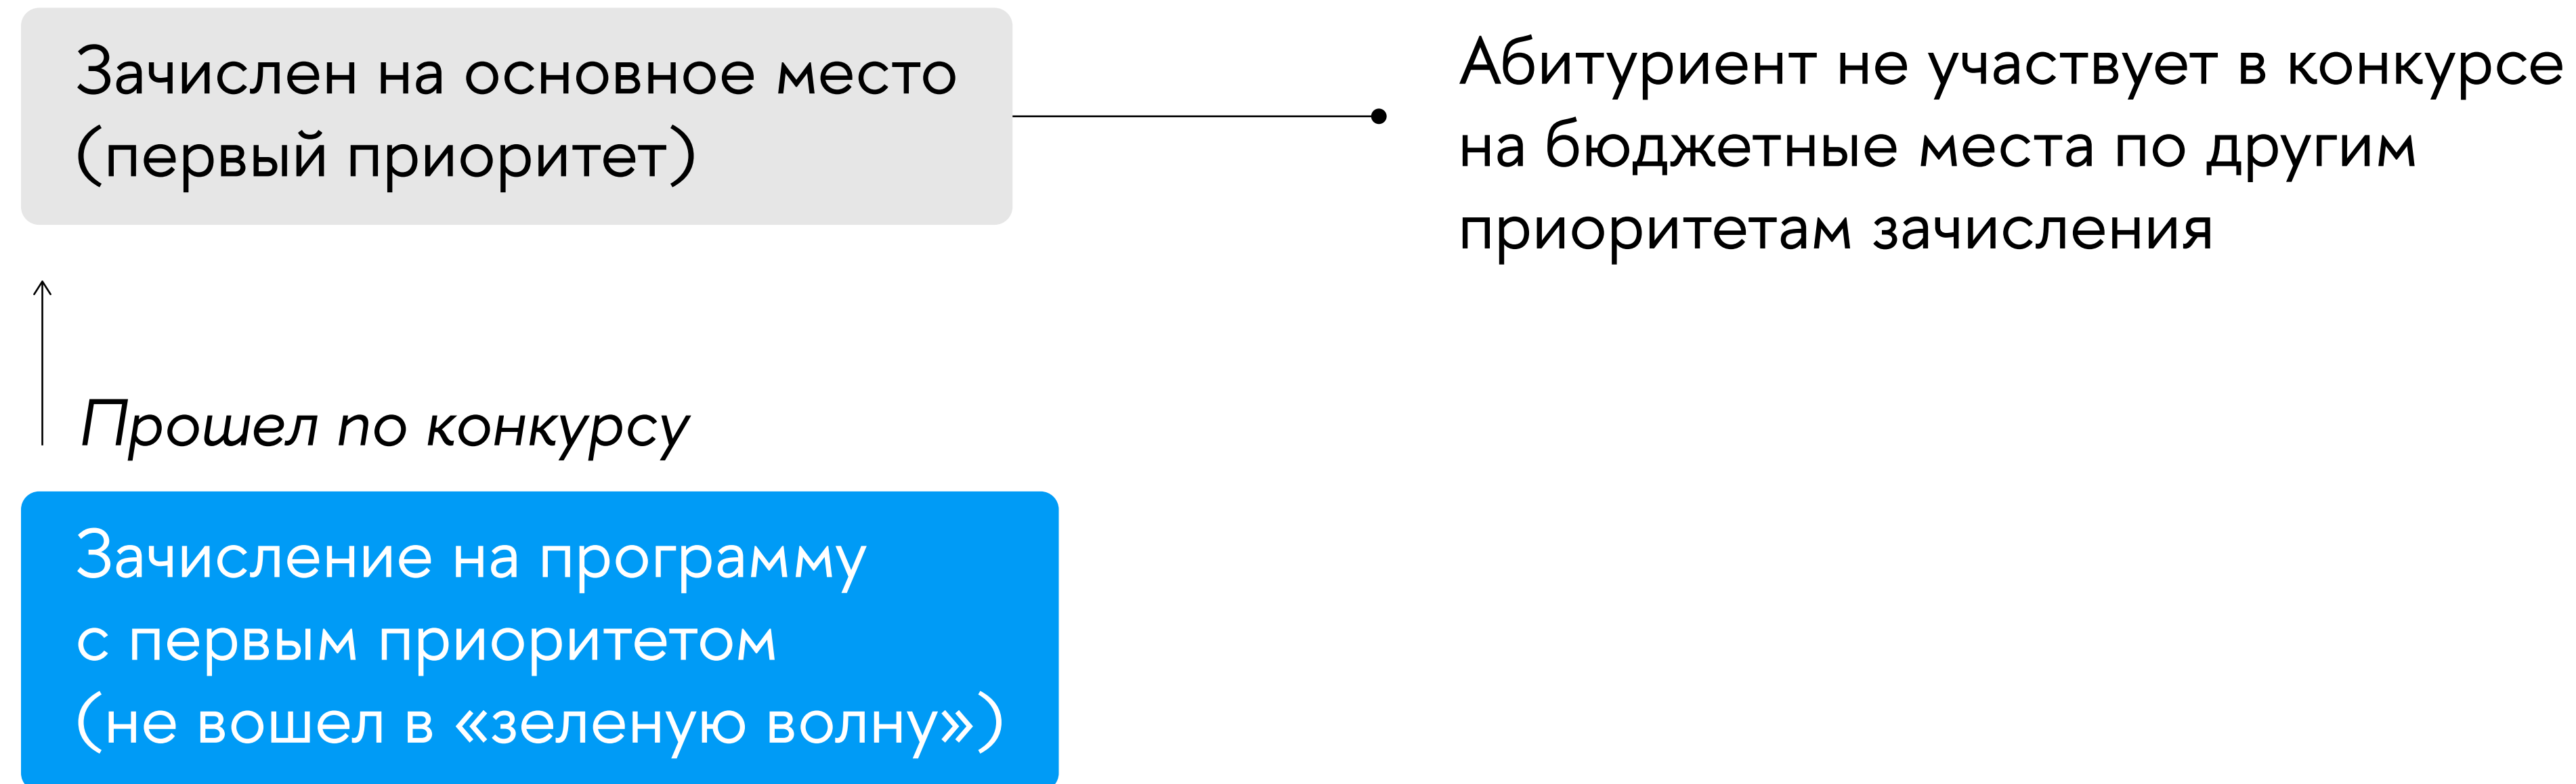 Зачислен на основное место
(первый приоритет)
Абитуриент не участвует в конкурсе
на бюджетные места по другим
приоритетам зачисления
Прошел по конкурсу
Зачисление на программу
с первым приоритетом
(не вошел в «зеленую волну»)